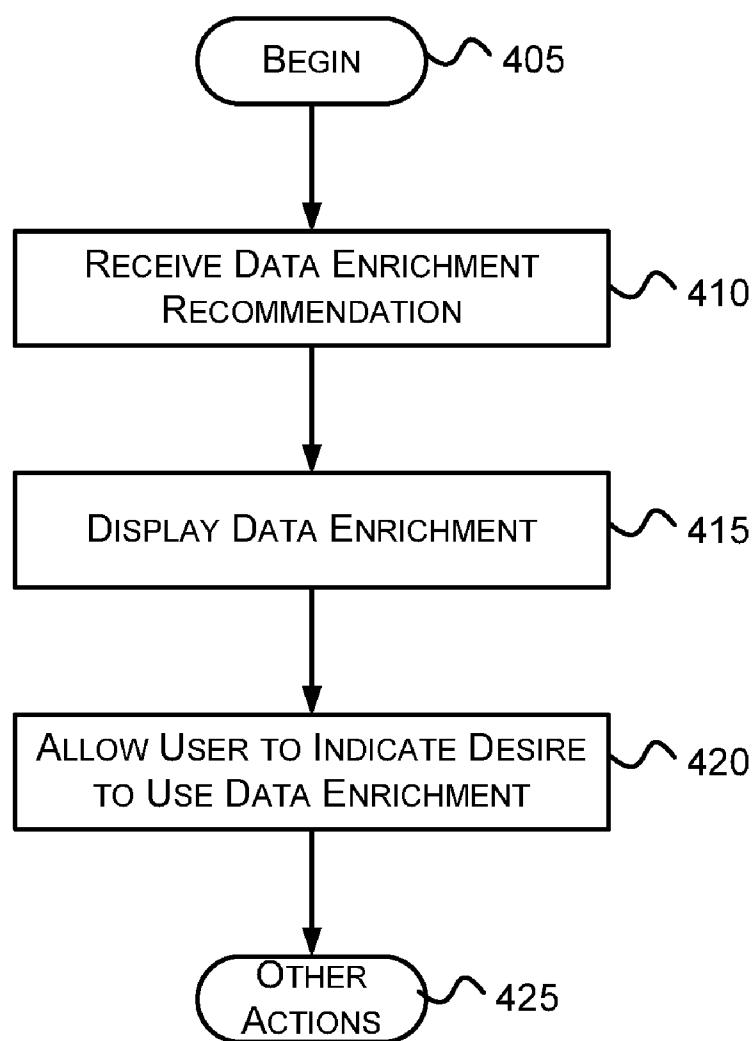 BEGIN
405
RECEIVE DATA ENRICHMENT
RECOMMENDATION
410
DISPLAY DATA ENRICHMENT
415
ALLOW USER TO INDICATE DESIRE
TO USE DATA ENRICHMENT
420
OTHER
ACTIONS
425